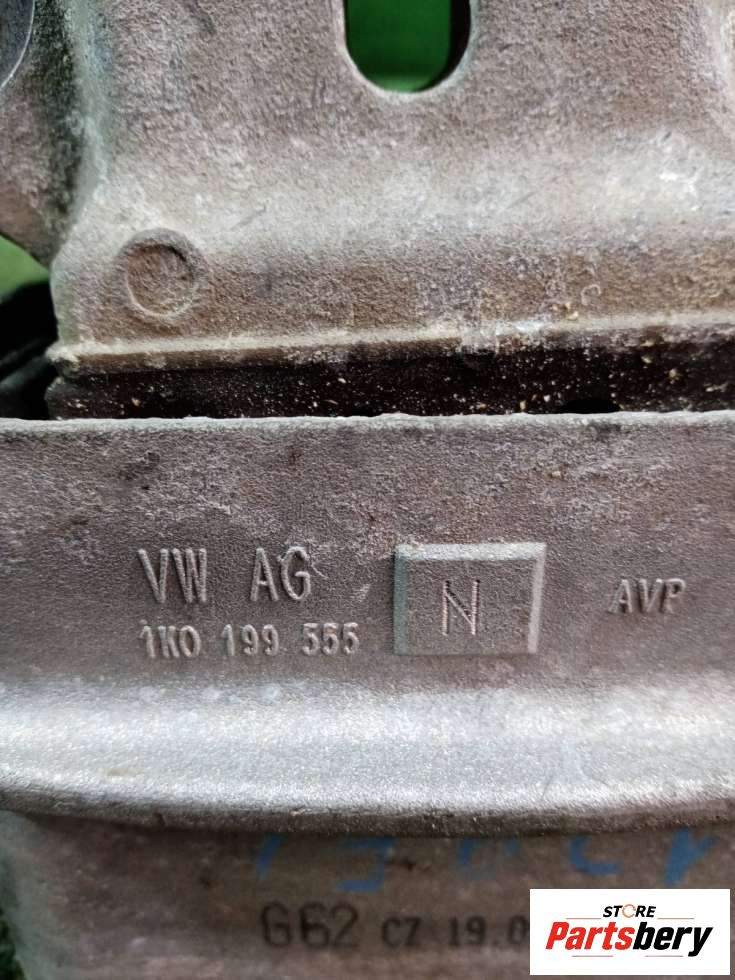 VW AG N AVP
1K0 199 555
G62 CZ 19.0
STORE
Partsbery